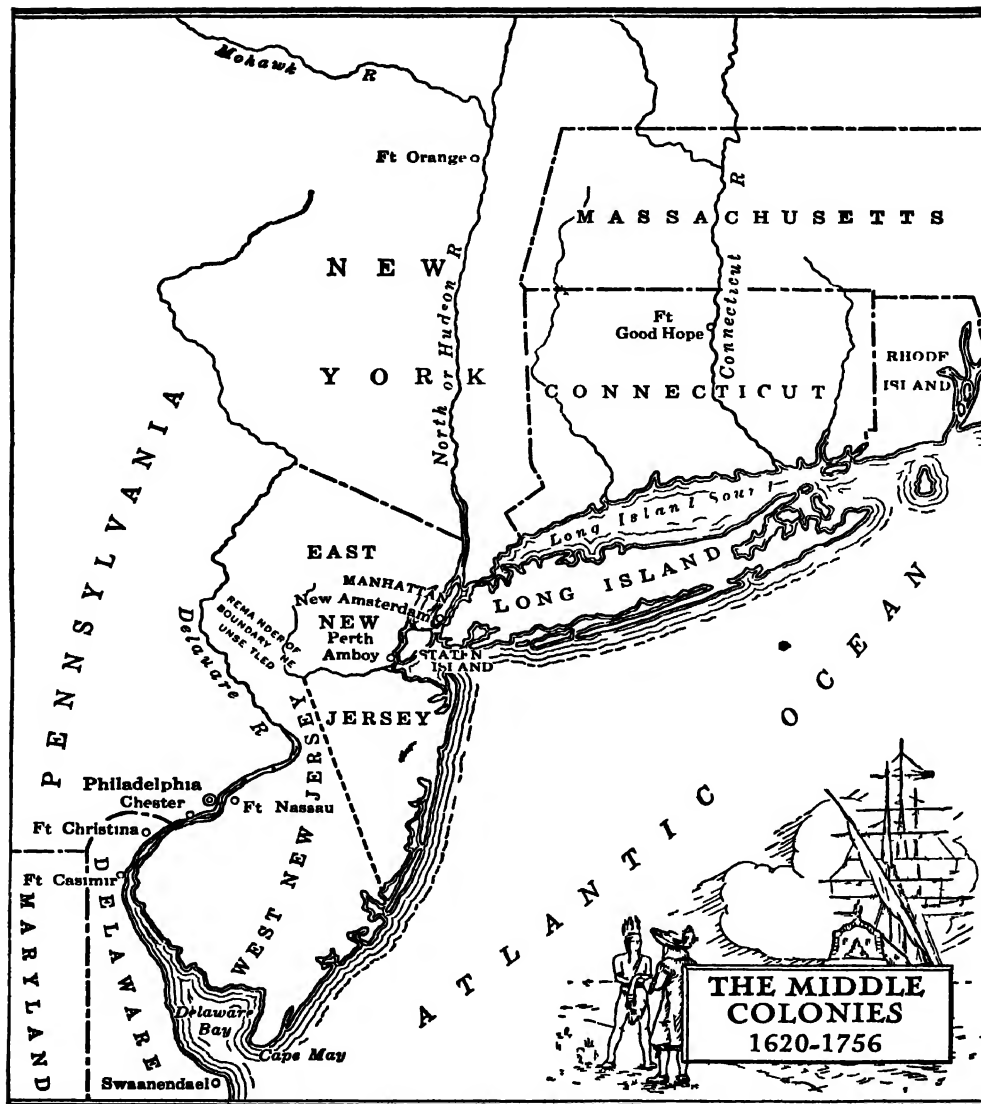 Mohawk R
Ft Orange
MASSACHUSETTS
NEW
YORK
North or Hudson R
Connecticut R
Ft
Good Hope
CONNECTICUT
RHODE
ISLAND
PENNSYLVANIA
Long Island Sound
LONG ISLAND
EAST
NEW
JERSEY
MANHATTAN
New Amsterdam
Perth
Amboy
STATEN
ISLAND
REMAINDER OF
BOUNDARY LINE
UNSETTLED
Delaware R
WEST NEW JERSEY
Philadelphia
Chester
Ft Nassau
Ft Christina
Ft Casimir
MARYLAND
DELAWARE
Delaware
Bay
Cape May
Swaanendael
ATLANTIC OCEAN
THE MIDDLE
COLONIES
1620-1756